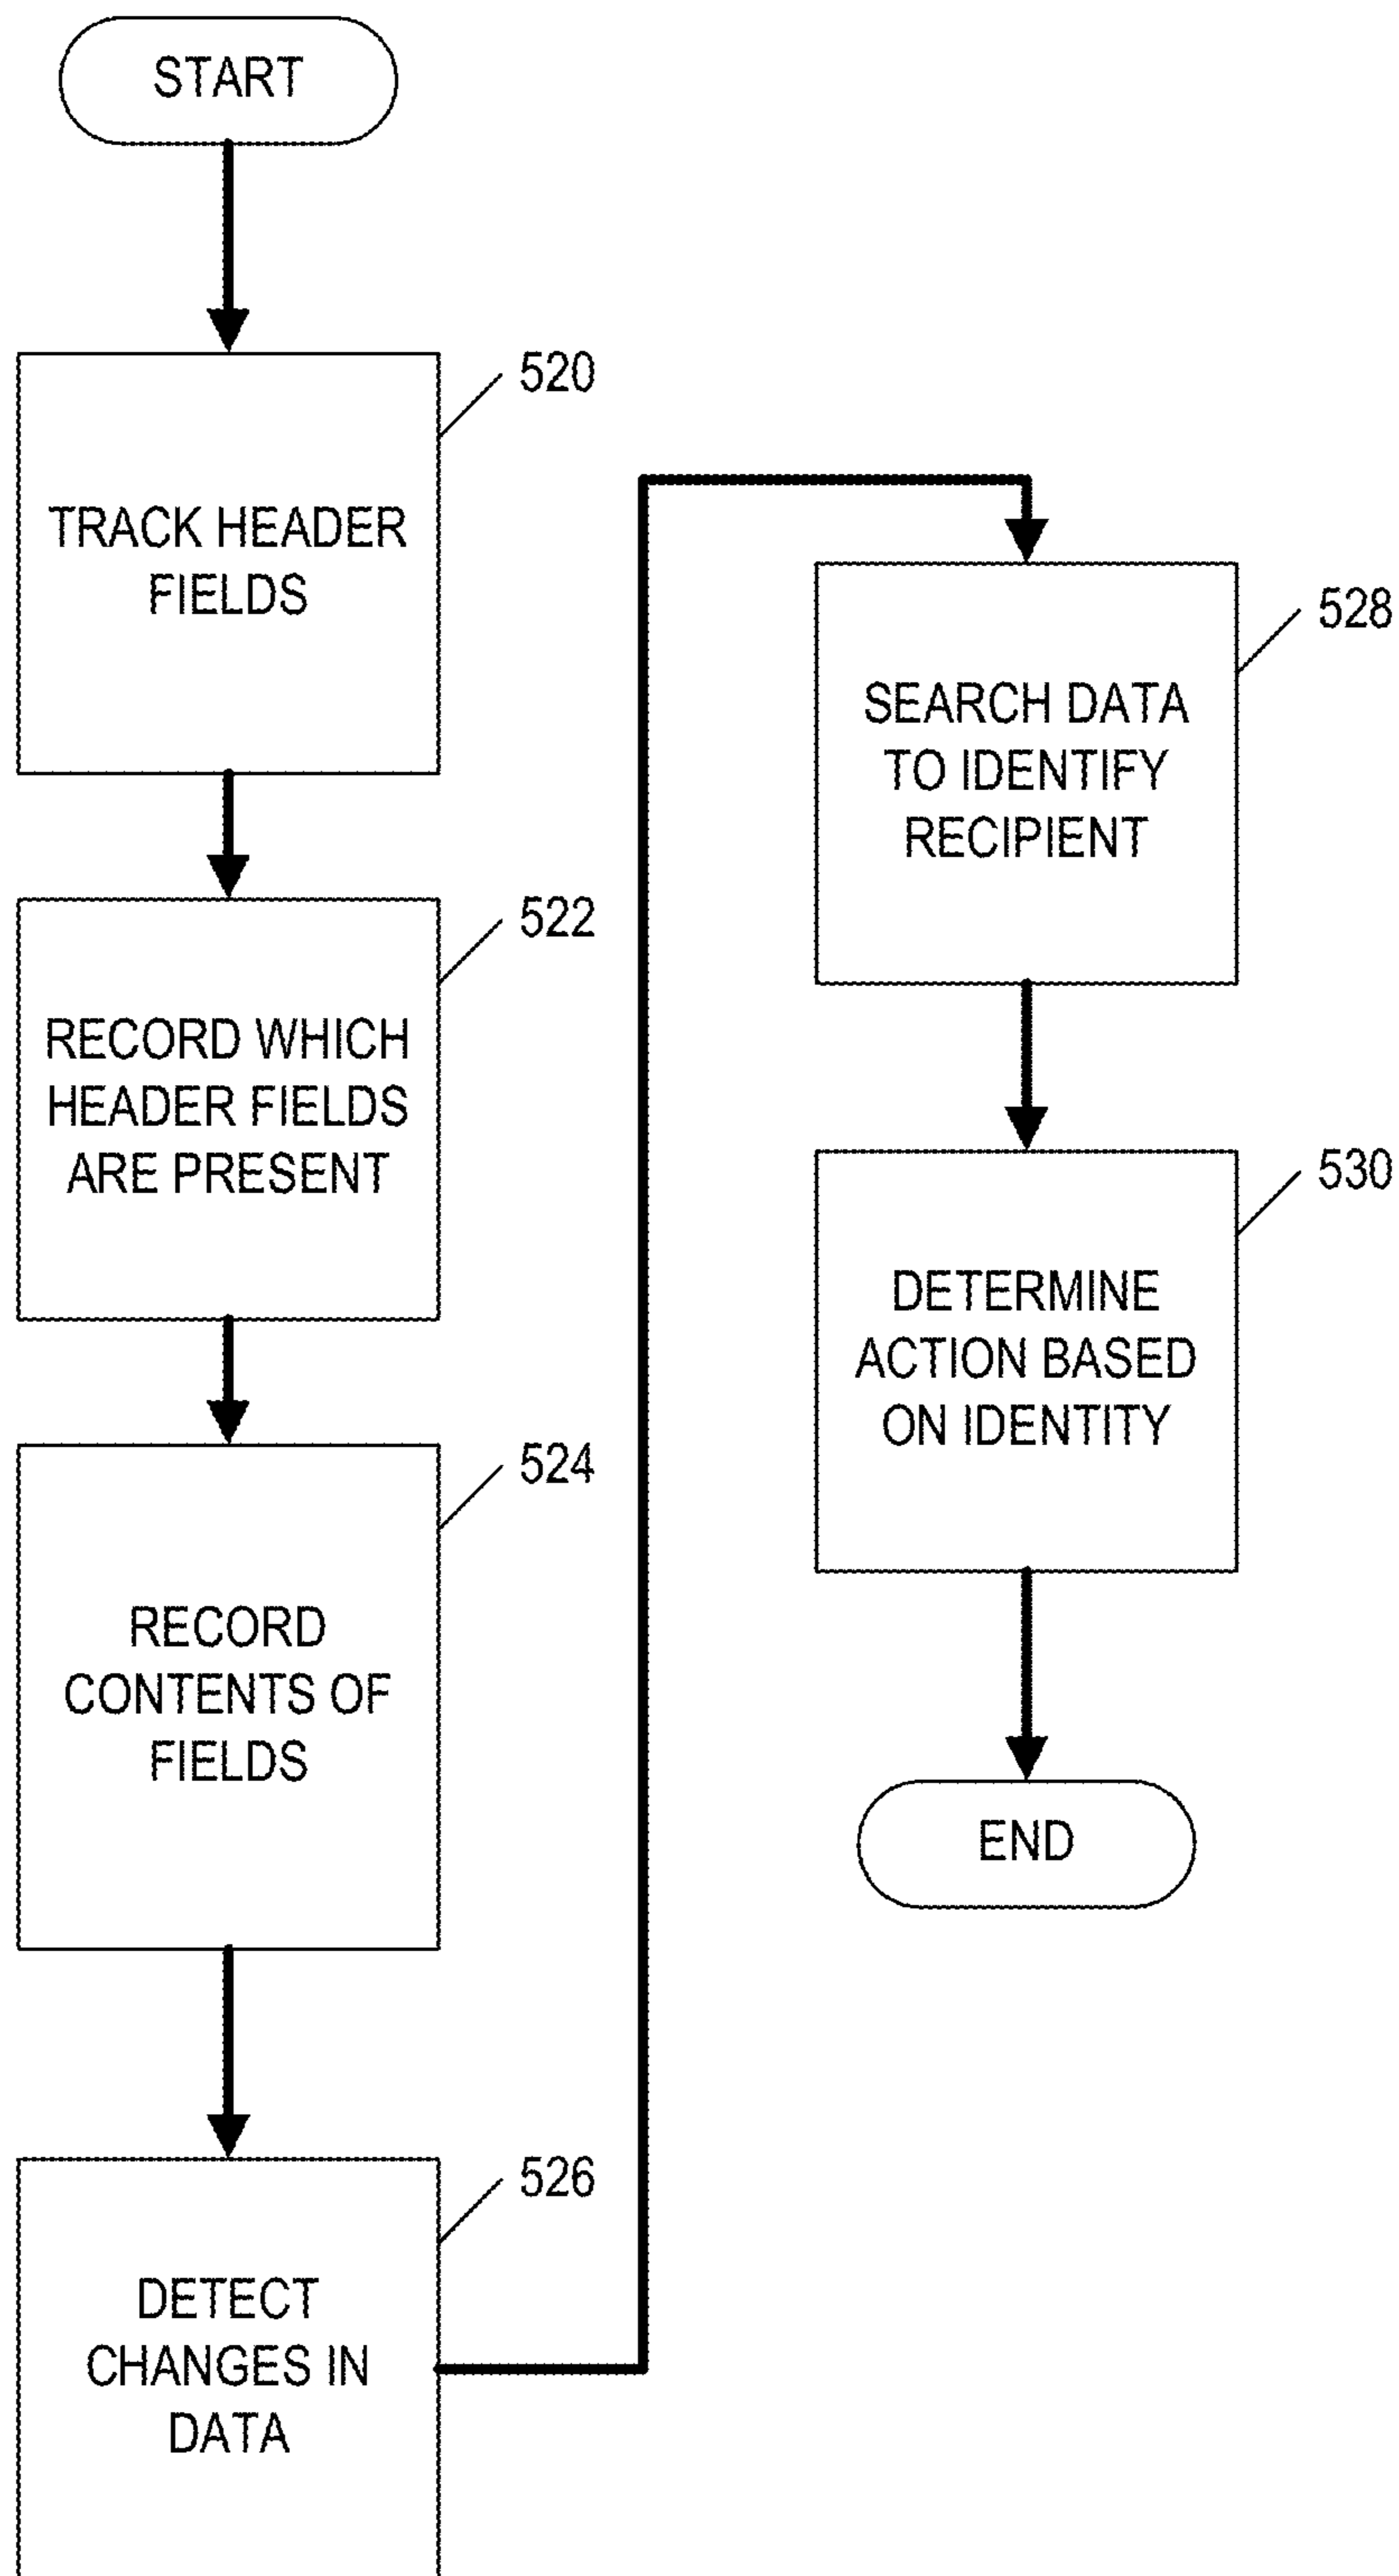 START
520
TRACK HEADER
FIELDS
522
RECORD WHICH
HEADER FIELDS
ARE PRESENT
524
RECORD
CONTENTS OF
FIELDS
526
DETECT
CHANGES IN
DATA
528
SEARCH DATA
TO IDENTIFY
RECIPIENT
530
DETERMINE
ACTION BASED
ON IDENTITY
END